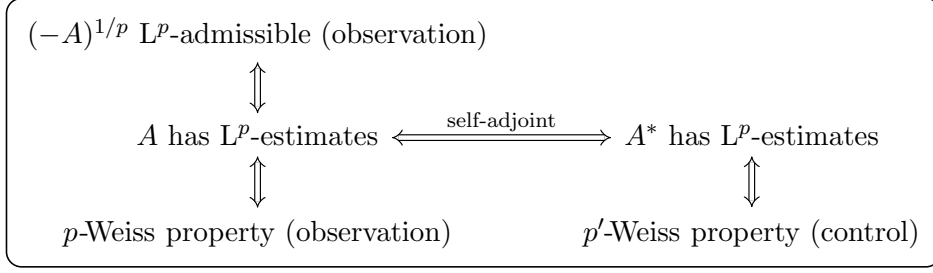 (−A)^{1/p} L^p-admissible (observation)
self-adjoint
A has L^p-estimates
A* has L^p-estimates
p-Weiss property (observation)
p′-Weiss property (control)